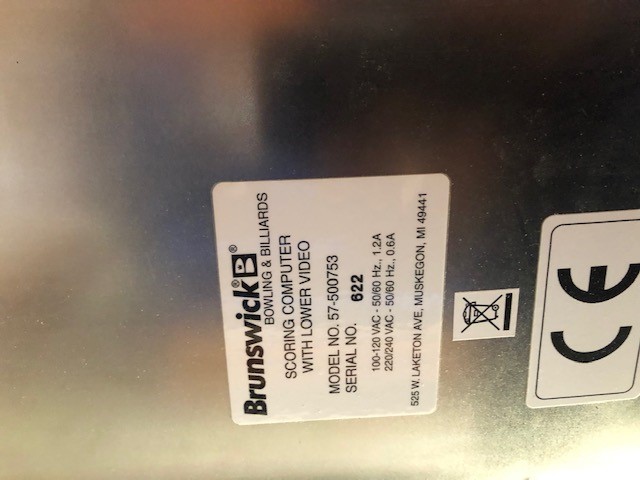 Brunswick B®
BOWLING & BILLIARDS
SCORING COMPUTER
WITH LOWER VIDEO
MODEL NO. 57-500753
SERIAL NO. 622
100-120 VAC - 50/60 Hz., 1.2A
220/240 VAC - 50/60 Hz., 0.6A
525 W. LAKETON AVE, MUSKEGON, MI 49441
CE